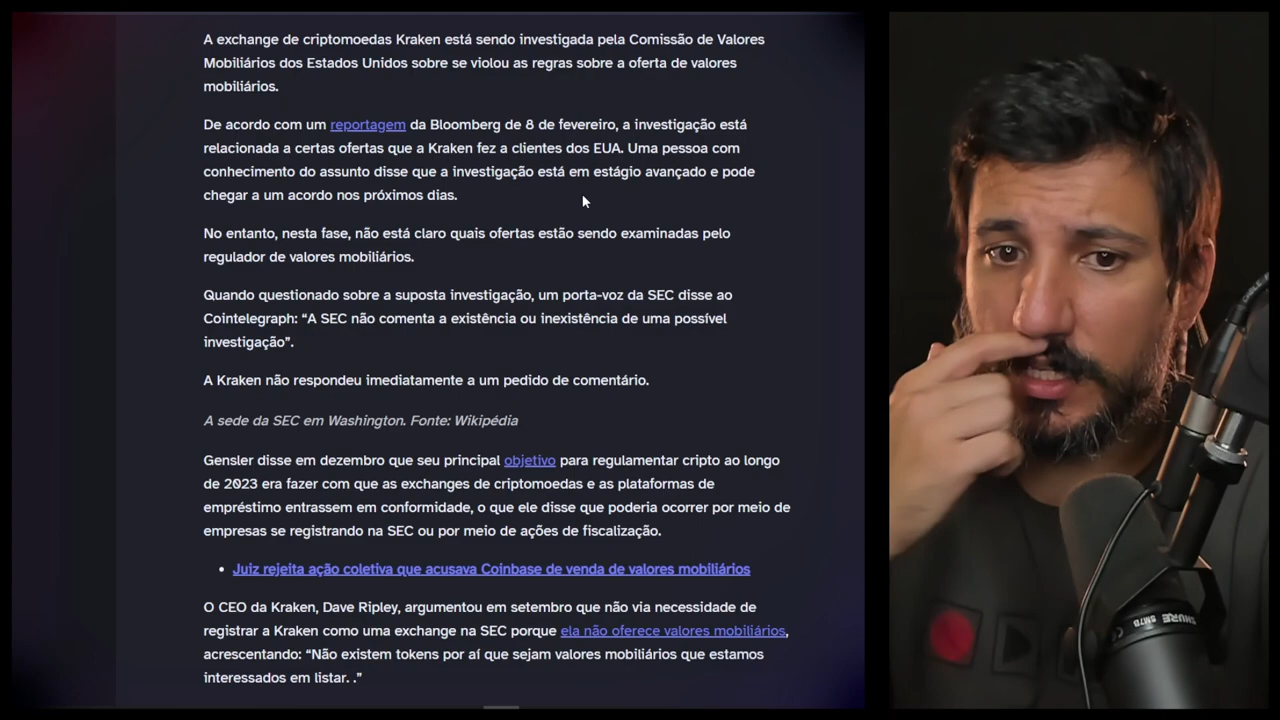 A exchange de criptomoedas Kraken está sendo investigada pela Comissão de Valores
Mobiliários dos Estados Unidos sobre se violou as regras sobre a oferta de valores
mobiliários.
De acordo com um reportagem da Bloomberg de 8 de fevereiro, a investigação está
relacionada a certas ofertas que a Kraken fez a clientes dos EUA. Uma pessoa com
conhecimento do assunto disse que a investigação está em estágio avançado e pode
chegar a um acordo nos próximos dias.
No entanto, nesta fase, não está claro quais ofertas estão sendo examinadas pelo
regulador de valores mobiliários.
Quando questionado sobre a suposta investigação, um porta-voz da SEC disse ao
Cointelegraph: “A SEC não comenta a existência ou inexistência de uma possível
investigação”.
A Kraken não respondeu imediatamente a um pedido de comentário.
A sede da SEC em Washington. Fonte: Wikipédia
Gensler disse em dezembro que seu principal objetivo para regulamentar cripto ao longo
de 2023 era fazer com que as exchanges de criptomoedas e as plataformas de
empréstimo entrassem em conformidade, o que ele disse que poderia ocorrer por meio de
empresas se registrando na SEC ou por meio de ações de fiscalização.
• Juiz rejeita ação coletiva que acusava Coinbase de venda de valores mobiliários
O CEO da Kraken, Dave Ripley, argumentou em setembro que não via necessidade de
registrar a Kraken como uma exchange na SEC porque ela não oferece valores mobiliários,
acrescentando: “Não existem tokens por aí que sejam valores mobiliários que estamos
interessados em listar. .”
SHURE
SM7B